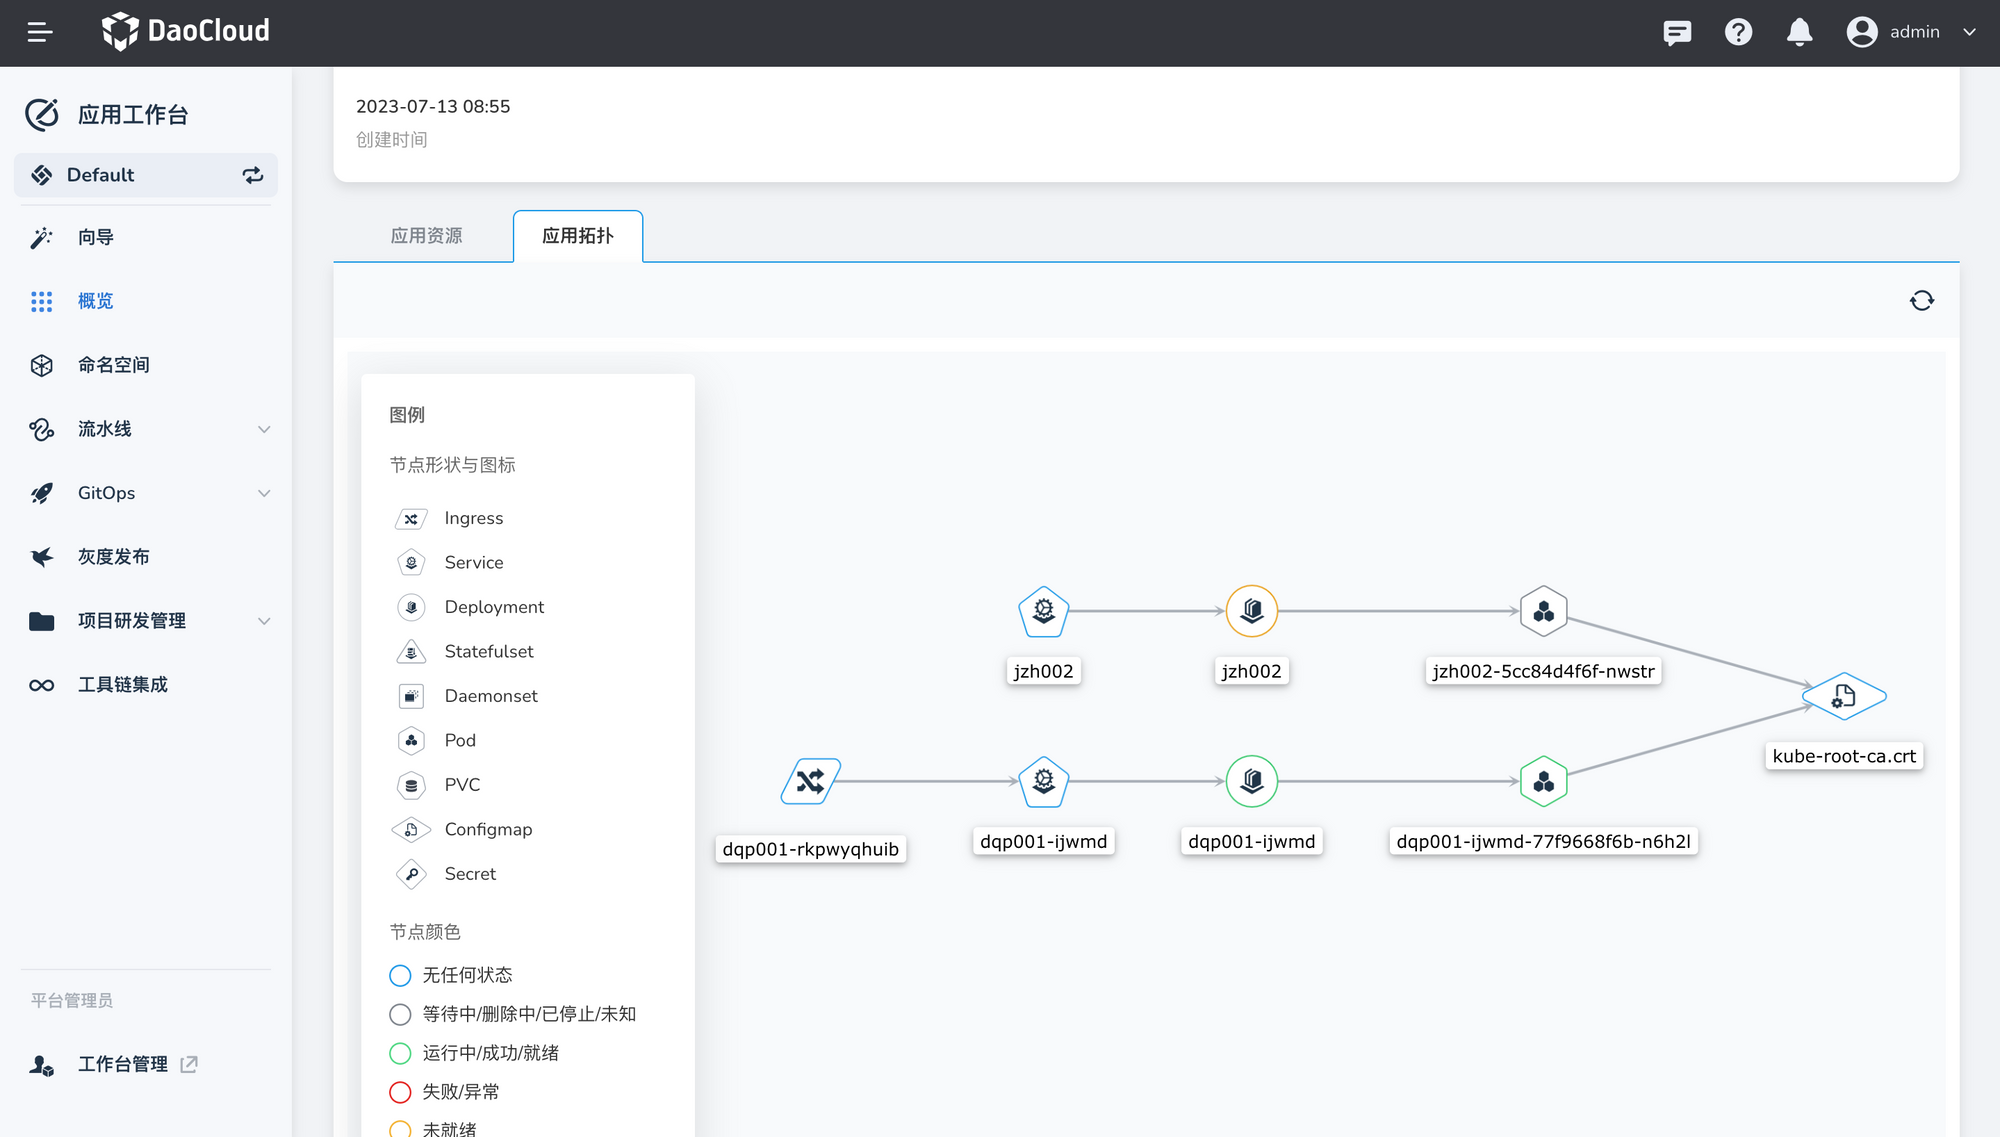 DaoCloud
admin
应用工作台
Default
向导
概览
命名空间
流水线
GitOps
灰度发布
项目研发管理
工具链集成
平台管理员
工作台管理
2023-07-13 08:55
创建时间
应用资源
应用拓扑
图例
节点形状与图标
Ingress
Service
Deployment
Statefulset
Daemonset
Pod
PVC
Configmap
Secret
节点颜色
无任何状态
等待中/删除中/已停止/未知
运行中/成功/就绪
失败/异常
未就绪
jzh002
jzh002
jzh002-5cc84d4f6f-nwstr
kube-root-ca.crt
dqp001-rkpwyqhuib
dqp001-ijwmd
dqp001-ijwmd
dqp001-ijwmd-77f9668f6b-n6h2l